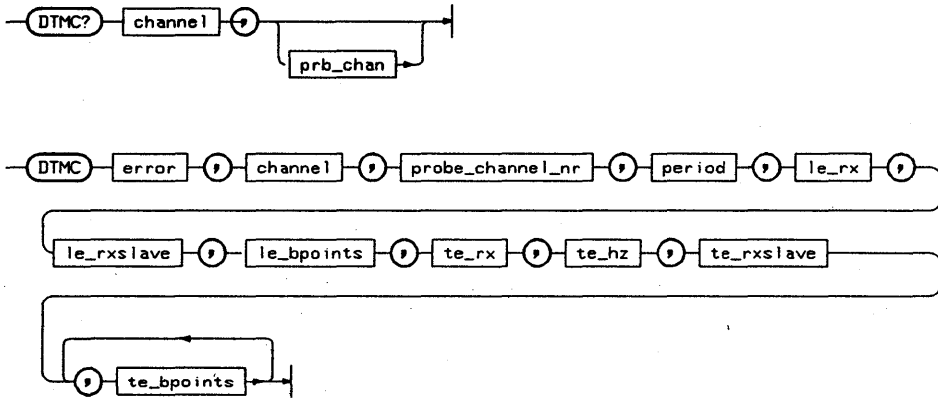 DTMC? channel ,
prb_chan
DTMC error , channel , probe_channel_nr , period , le_rx ,
le_rxslave , le_bpoints , te_rx , te_hz , te_rxslave
, te_bpoints